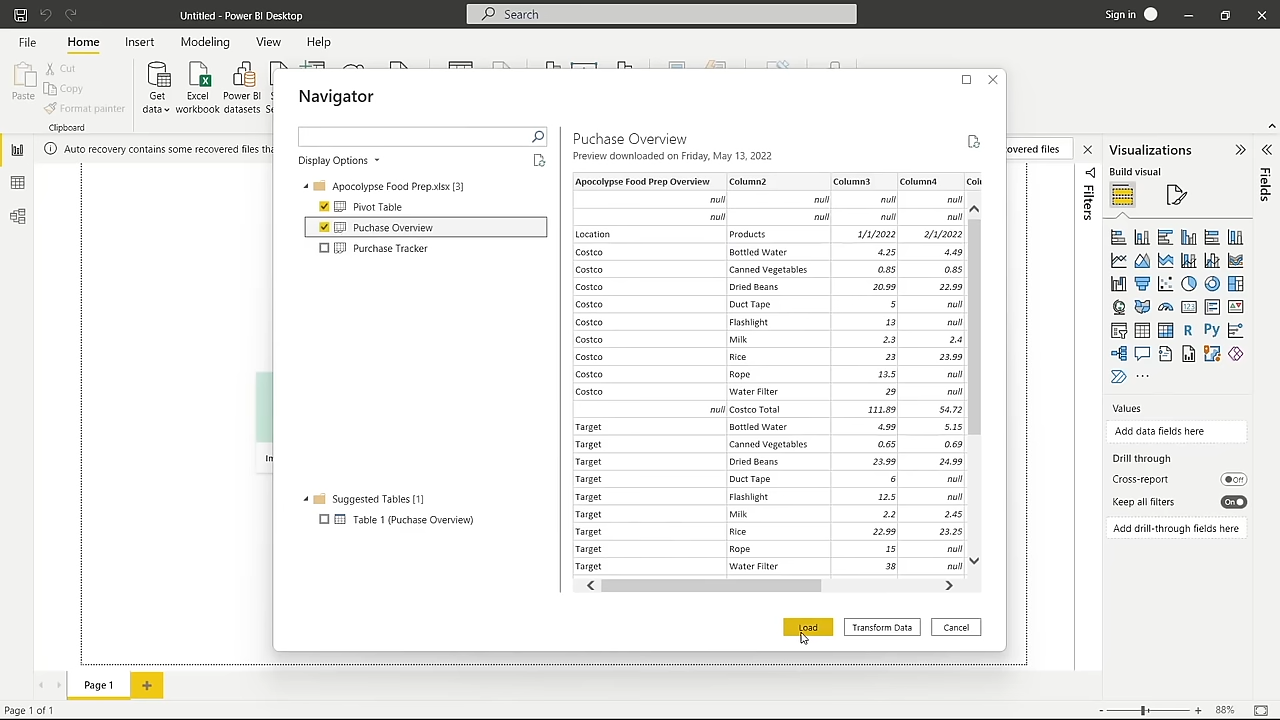 Untitled - Power BI Desktop
Search
Sign in
File Home Insert Modeling View Help
Paste
Cut
Copy
Format painter
Clipboard
Get data
Excel workbook
Power BI datasets
Auto recovery contains some recovered files
overed files
Navigator
Display Options
Apocolypse Food Prep.xlsx [3]
Pivot Table
Puchase Overview
Purchase Tracker
Suggested Tables [1]
Table 1 (Puchase Overview)
Puchase Overview
Preview downloaded on Friday, May 13, 2022
Apocolypse Food Prep Overview Column2 Column3 Column4
null null null null
null null null null
Location Products 1/1/2022 2/1/2022
Costco Bottled Water 4.25 4.49
Costco Canned Vegetables 0.85 0.85
Costco Dried Beans 20.99 22.99
Costco Duct Tape 5 null
Costco Flashlight 13 null
Costco Milk 2.3 2.4
Costco Rice 23 23.99
Costco Rope 13.5 null
Costco Water Filter 29 null
null Costco Total 111.89 54.72
Target Bottled Water 4.99 5.15
Target Canned Vegetables 0.65 0.69
Target Dried Beans 23.99 24.99
Target Duct Tape 6 null
Target Flashlight 12.5 null
Target Milk 2.2 2.45
Target Rice 22.99 23.25
Target Rope 15 null
Target Water Filter 38 null
Load
Transform Data
Cancel
Filters
Visualizations
Build visual
R Py
123
Values
Add data fields here
Drill through
Cross-report Off
Keep all filters On
Add drill-through fields here
Fields
Page 1
Page 1 of 1
88%